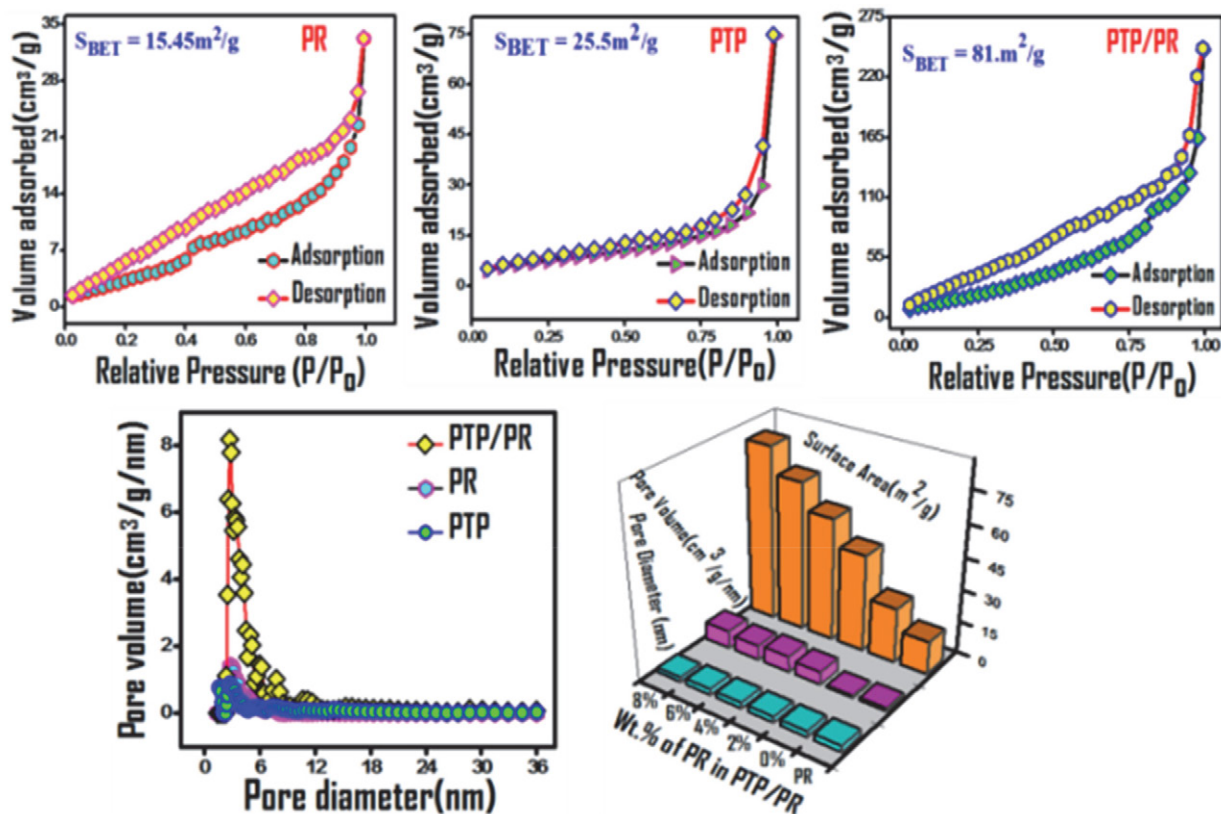 Volume adsorbed(cm³/g)
35
28
21
14
7
0
S_BET = 15.45m²/g
PR
Adsorption
Desorption
0.0 0.2 0.4 0.6 0.8 1.0
Relative Pressure (P/P₀)
Volume adsorbed(cm³/g)
75
60
45
30
15
0
S_BET = 25.5m²/g
PTP
Adsorption
Desorption
0.00 0.25 0.50 0.75 1.00
Relative Pressure(P/P₀)
Volume adsorbed(cm³/g)
275
220
165
110
56
0
S_BET = 81.m²/g
PTP/PR
Adsorption
Desorption
0.00 0.25 0.50 0.75 1.00
Relative Pressure(P/P₀)
Pore volume(cm³/g/nm)
8
6
4
2
0
PTP/PR
PR
PTP
0 6 12 18 24 30 36
Pore diameter(nm)
Surface Area(m²/g)
Pore Volume(cm³/g/nm)
Pore Diameter (nm)
75
60
45
30
15
0
8% 6% 4% 2% 0% PR
Wt.% of PR in PTP/PR